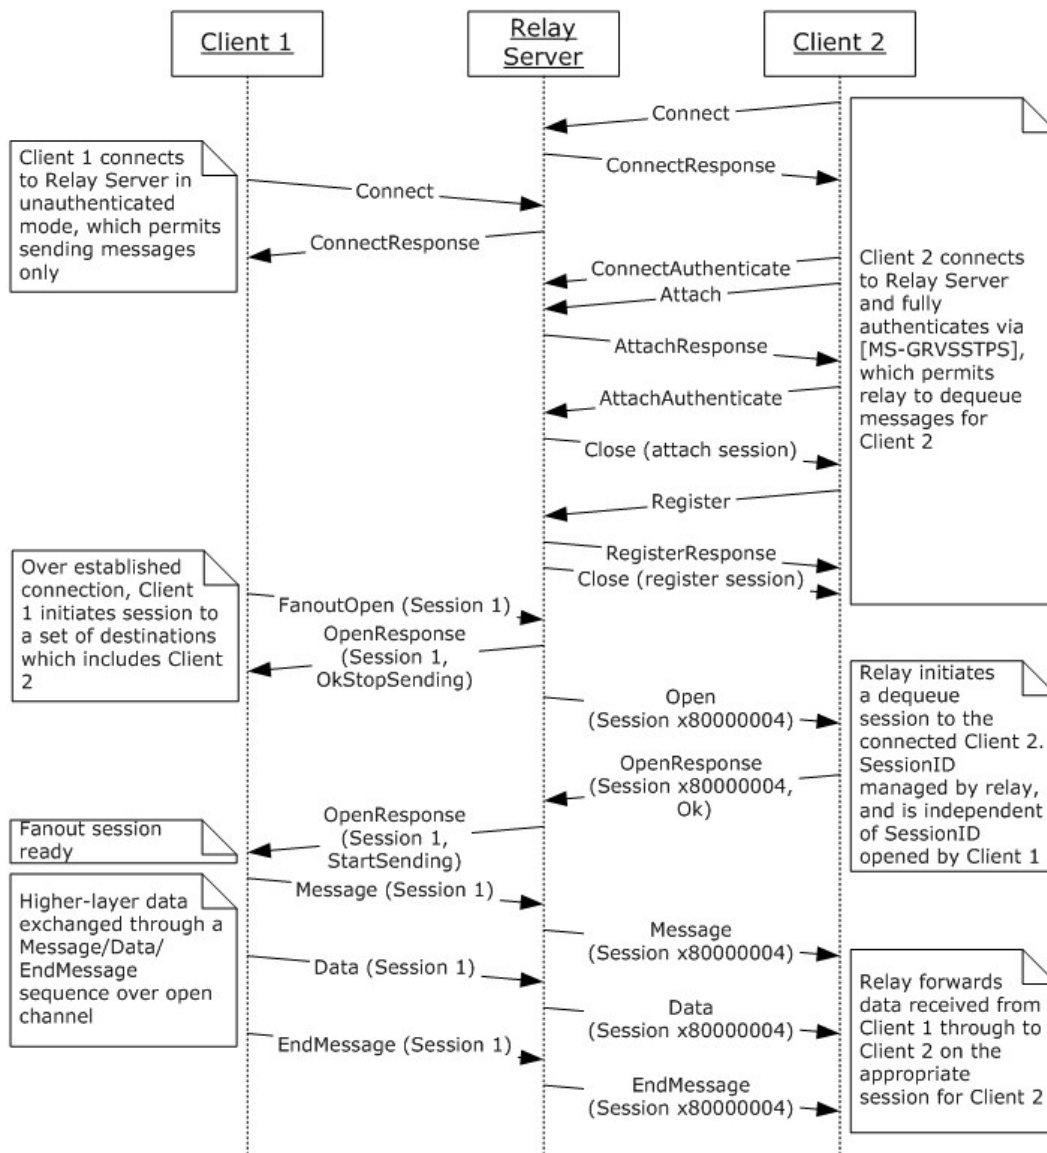 Client 1
Relay
Server
Client 2
Connect
ConnectResponse
Client 1 connects
to Relay Server in
unauthenticated
mode, which permits
sending messages
only
Connect
ConnectResponse
ConnectAuthenticate
Attach
AttachResponse
AttachAuthenticate
Close (attach session)
Client 2 connects
to Relay Server
and fully
authenticates via
[MS-GRVSSTPS],
which permits
relay to dequeue
messages for
Client 2
Register
RegisterResponse
Close (register session)
Over established
connection, Client
1 initiates session to
a set of destinations
which includes Client
2
FanoutOpen (Session 1)
OpenResponse
(Session 1,
OkStopSending)
Open
(Session x80000004)
Relay initiates
a dequeue
session to the
connected Client 2.
SessionID
managed by relay,
and is independent
of SessionID
opened by Client 1
OpenResponse
(Session x80000004,
Ok)
OpenResponse
(Session 1,
StartSending)
Fanout session
ready
Message (Session 1)
Higher-layer data
exchanged through a
Message/Data/
EndMessage
sequence over open
channel
Message
(Session x80000004)
Data (Session 1)
Data
(Session x80000004)
EndMessage (Session 1)
EndMessage
(Session x80000004)
Relay forwards
data received from
Client 1 through to
Client 2 on the
appropriate
session for Client 2